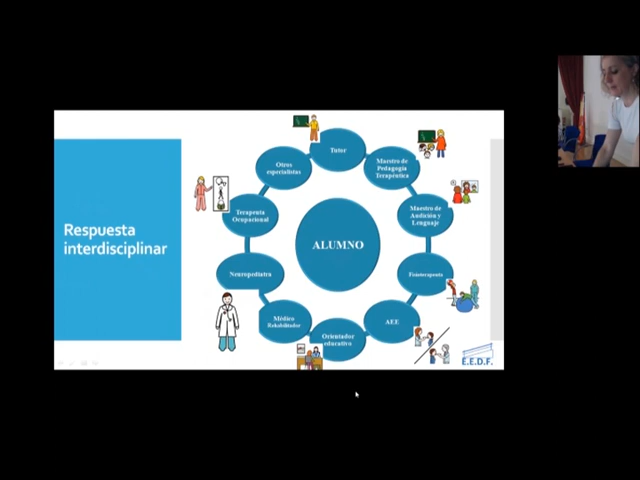 Respuesta
interdisciplinar
ALUMNO
Tutor
Maestro de
Pedagogía
Terapéutica
Maestro de
Audición y
Lenguaje
Fisioterapeuta
AEE
Orientador
educativo
Médico
Rehabilitador
Neuropediatra
Terapeuta
Ocupacional
Otros
especialistas
E.E.D.F.